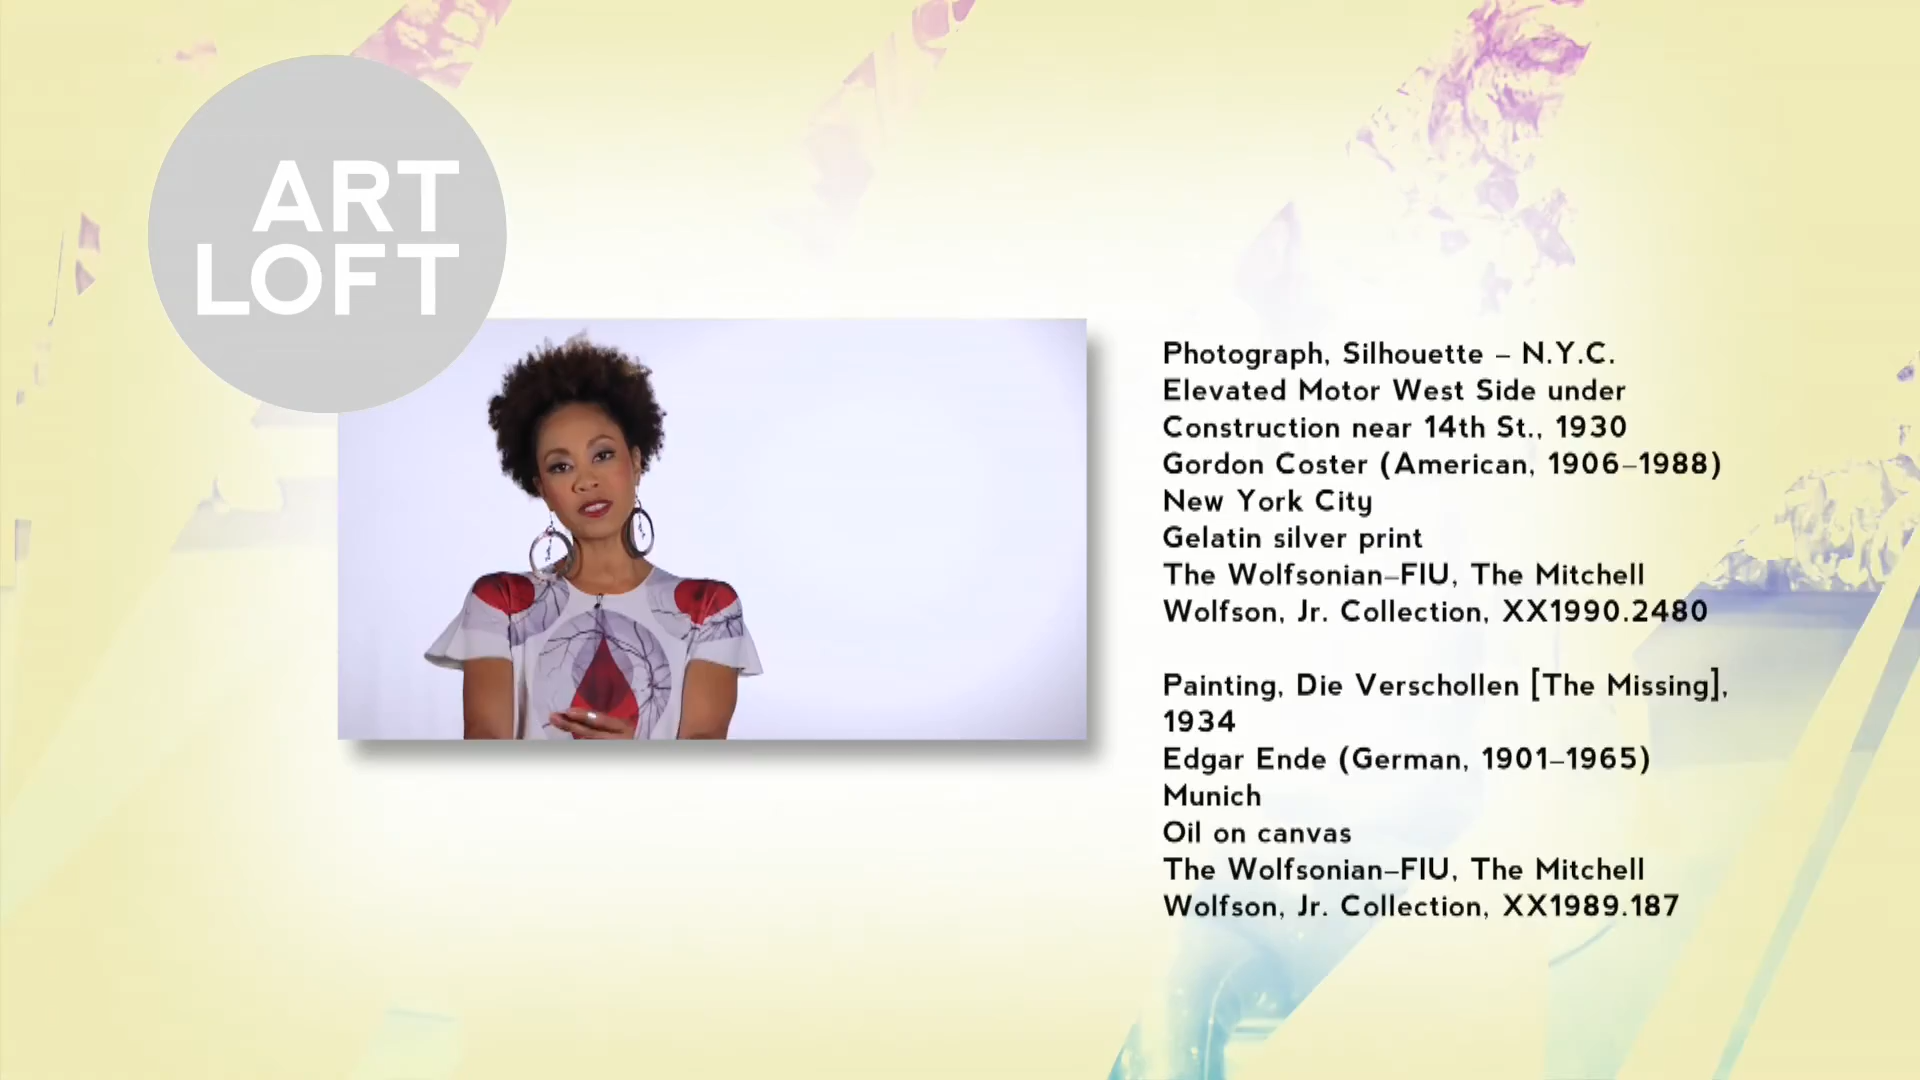 ART
LOFT
Photograph, Silhouette – N.Y.C.
Elevated Motor West Side under
Construction near 14th St., 1930
Gordon Coster (American, 1906–1988)
New York City
Gelatin silver print
The Wolfsonian–FIU, The Mitchell
Wolfson, Jr. Collection, XX1990.2480
Painting, Die Verschollen [The Missing],
1934
Edgar Ende (German, 1901–1965)
Munich
Oil on canvas
The Wolfsonian–FIU, The Mitchell
Wolfson, Jr. Collection, XX1989.187